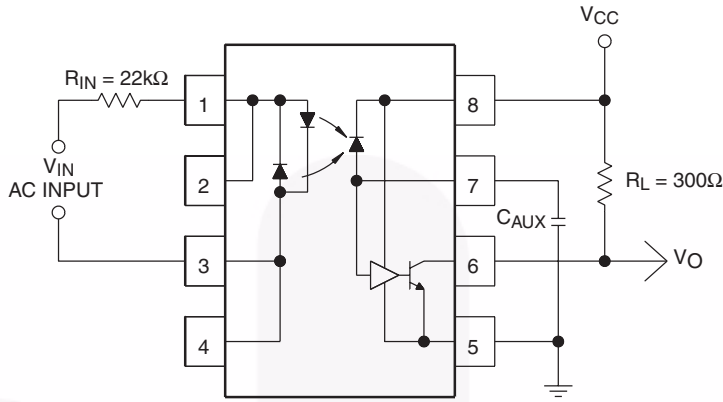 VCC
RIN = 22kΩ
1
8
VIN
AC INPUT
2
7
RL = 300Ω
CAUX
3
6
VO
4
5